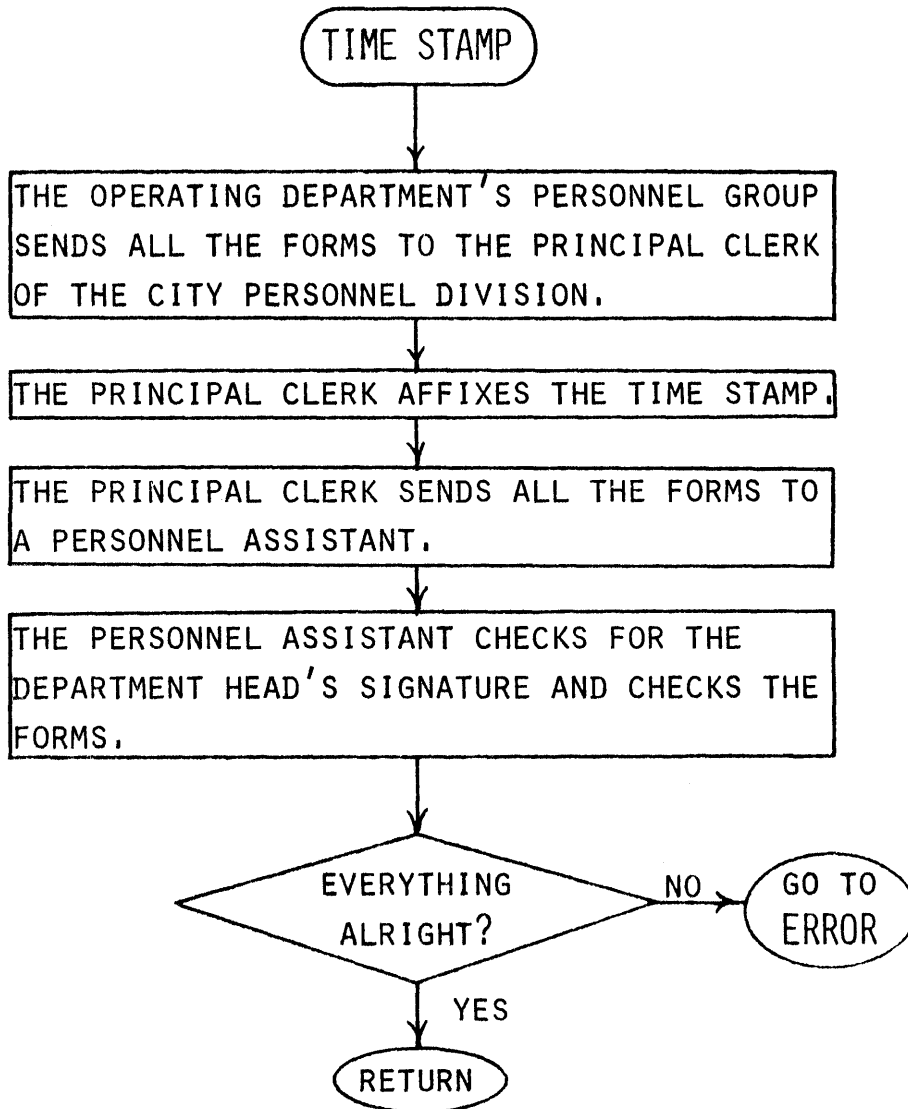 TIME STAMP
THE OPERATING DEPARTMENT'S PERSONNEL GROUP
SENDS ALL THE FORMS TO THE PRINCIPAL CLERK
OF THE CITY PERSONNEL DIVISION.
THE PRINCIPAL CLERK AFFIXES THE TIME STAMP.
THE PRINCIPAL CLERK SENDS ALL THE FORMS TO
A PERSONNEL ASSISTANT.
THE PERSONNEL ASSISTANT CHECKS FOR THE
DEPARTMENT HEAD'S SIGNATURE AND CHECKS THE
FORMS.
EVERYTHING
ALRIGHT?
NO
GO TO
ERROR
YES
RETURN